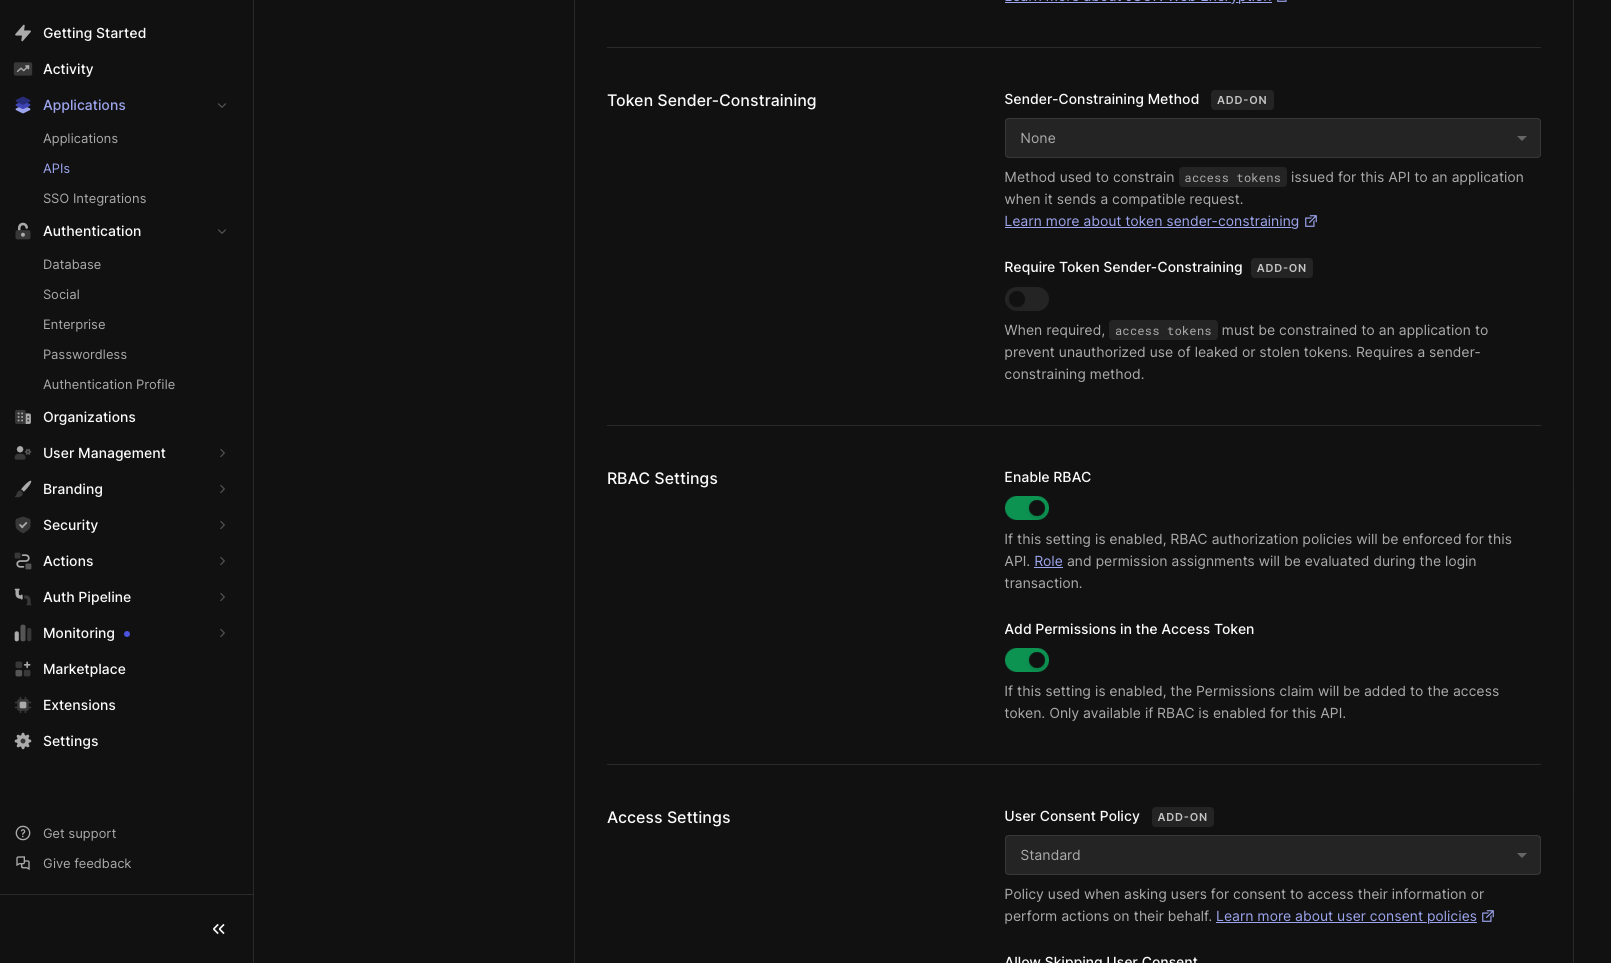 Getting Started
Activity
Applications
Applications
APIs
SSO Integrations
Authentication
Database
Social
Enterprise
Passwordless
Authentication Profile
Organizations
User Management
Branding
Security
Actions
Auth Pipeline
Monitoring
Marketplace
Extensions
Settings
Get support
Give feedback
Learn more about JSON Web Encryption
Token Sender-Constraining
Sender-Constraining Method ADD-ON
None
Method used to constrain access tokens issued for this API to an application
when it sends a compatible request.
Learn more about token sender-constraining
Require Token Sender-Constraining ADD-ON
When required, access tokens must be constrained to an application to
prevent unauthorized use of leaked or stolen tokens. Requires a sender-
constraining method.
RBAC Settings
Enable RBAC
If this setting is enabled, RBAC authorization policies will be enforced for this
API. Role and permission assignments will be evaluated during the login
transaction.
Add Permissions in the Access Token
If this setting is enabled, the Permissions claim will be added to the access
token. Only available if RBAC is enabled for this API.
Access Settings
User Consent Policy ADD-ON
Standard
Policy used when asking users for consent to access their information or
perform actions on their behalf. Learn more about user consent policies
Allow Skipping User Consent